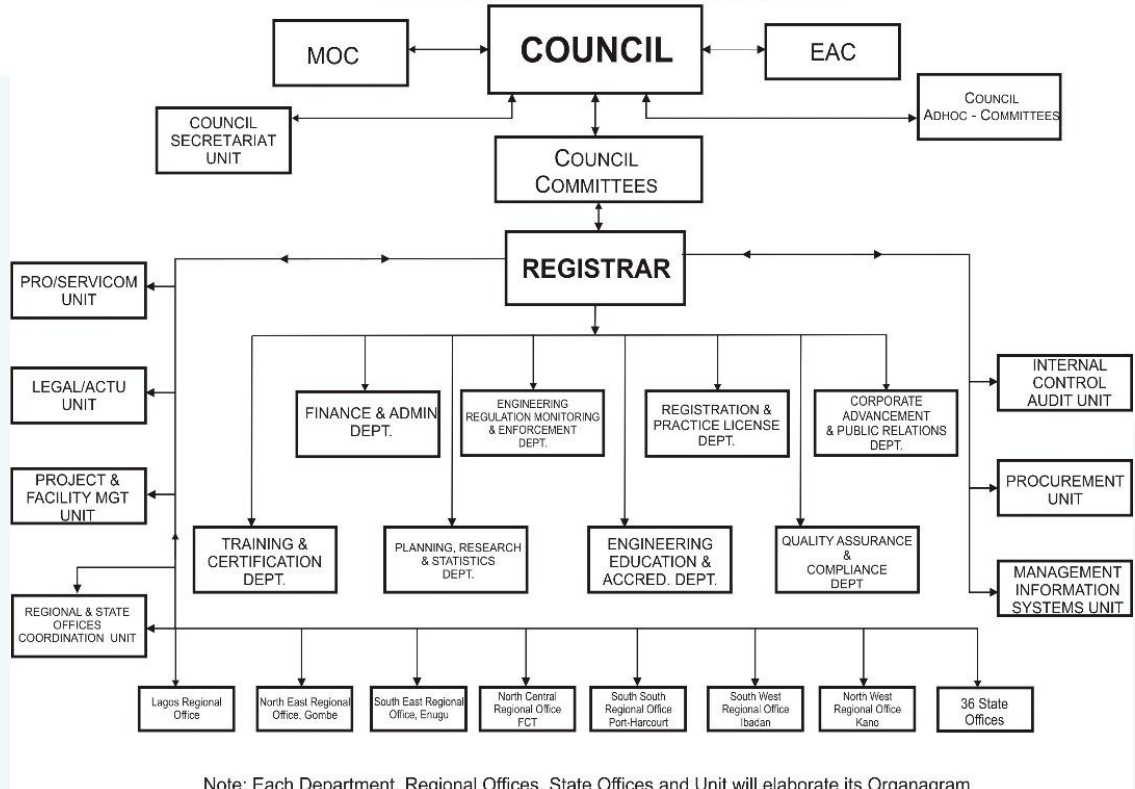 MOC
COUNCIL
EAC
COUNCIL
SECRETARIAT
UNIT
COUNCIL
ADHOC - COMMITTEES
COUNCIL
COMMITTEES
REGISTRAR
PRO/SERVICOM
UNIT
LEGAL/ACTU
UNIT
PROJECT &
FACILITY MGT
UNIT
REGIONAL & STATE
OFFICES
COORDINATION UNIT
FINANCE & ADMIN
DEPT.
ENGINEERING
REGULATION MONITORING
& ENFORCEMENT
DEPT.
REGISTRATION &
PRACTICE LICENSE
DEPT.
CORPORATE
ADVANCEMENT
& PUBLIC RELATIONS
DEPT.
TRAINING &
CERTIFICATION
DEPT.
PLANNING, RESEARCH
& STATISTICS
DEPT.
ENGINEERING
EDUCATION &
ACCRED. DEPT.
QUALITY ASSURANCE
&
COMPLIANCE
DEPT
INTERNAL
CONTROL
AUDIT UNIT
PROCUREMENT
UNIT
MANAGEMENT
INFORMATION
SYSTEMS UNIT
Lagos Regional
Office
North East Regional
Office, Gombe
South East Regional
Office, Enugu
North Central
Regional Office
FCT
South South
Regional Office
Port-Harcourt
South West
Regional Office
Ibadan
North West
Regional Office
Kano
36 State
Offices
Note: Each Department, Regional Offices, State Offices and Unit will elaborate its Organagram